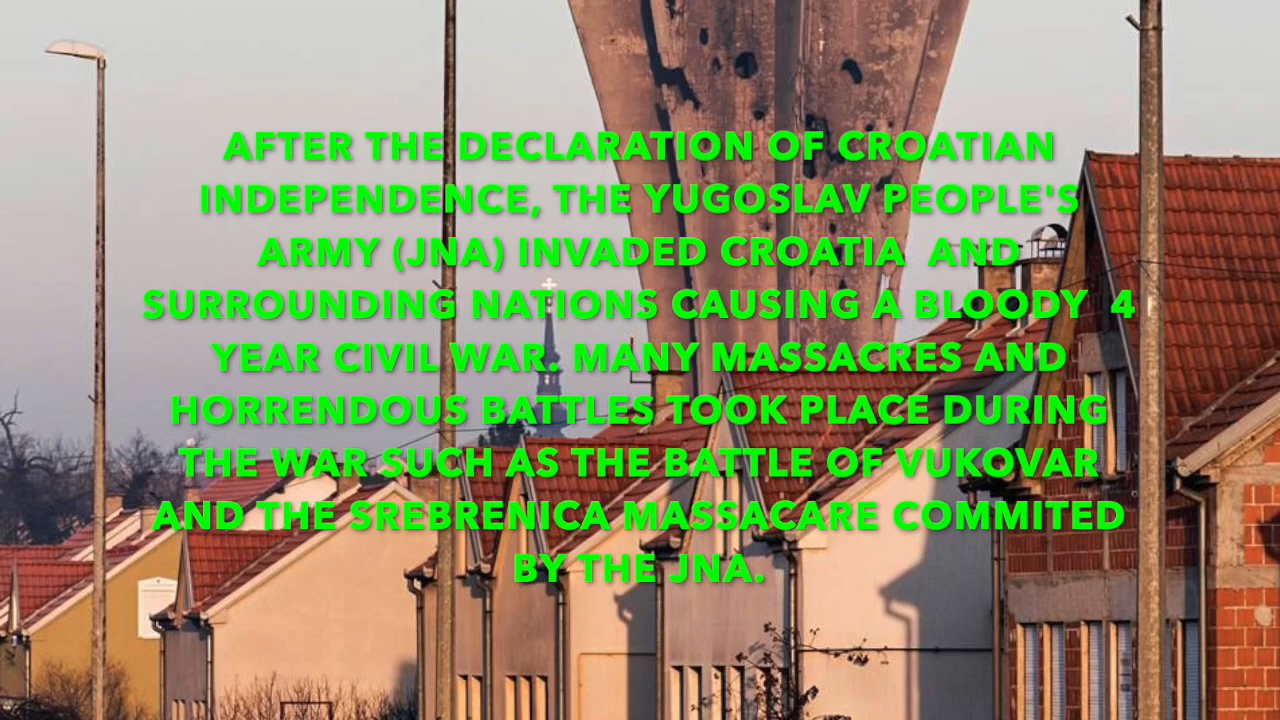 AFTER THE DECLARATION OF CROATIAN
INDEPENDENCE, THE YUGOSLAV PEOPLE'S
ARMY (JNA) INVADED CROATIA  AND
SURROUNDING NATIONS CAUSING A BLOODY  4
YEAR CIVIL WAR. MANY MASSACRES AND
HORRENDOUS BATTLES TOOK PLACE DURING
THE WAR SUCH AS THE BATTLE OF VUKOVAR
AND THE SREBRENICA MASSACARE COMMITED
BY THE JNA.